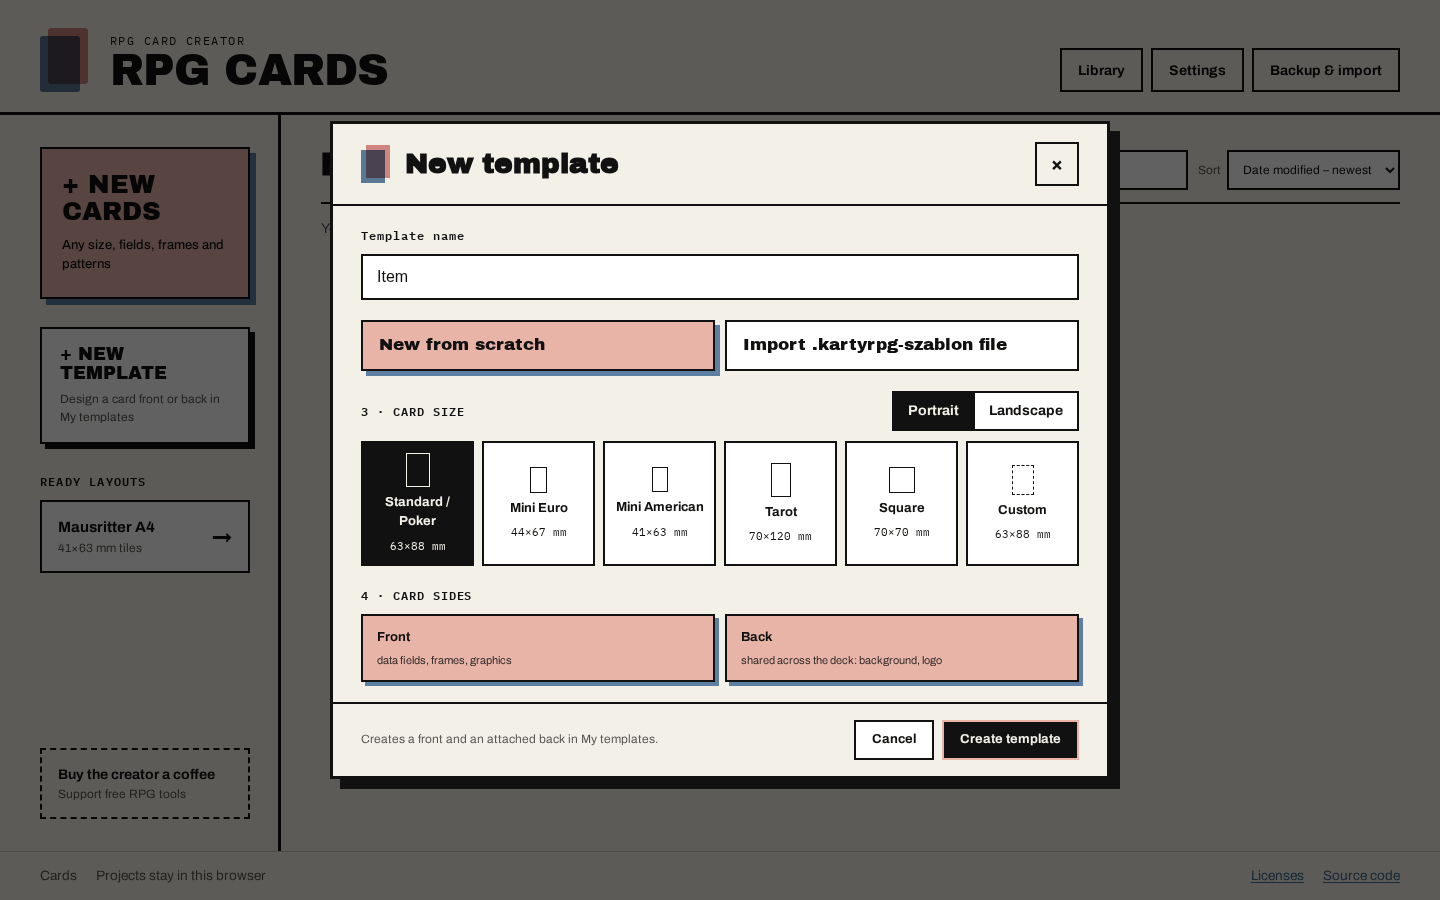 RPG CARD CREATOR
RPG CARDS
Library
Settings
Backup & import
+ NEW
CARDS
Any size, fields, frames and
patterns
+ NEW
TEMPLATE
Design a card front or back in
My templates
READY LAYOUTS
Mausritter A4
41×63 mm tiles
→
Buy the creator a coffee
Support free RPG tools
Sort
Date modified – newest
New template
×
Template name
Item
New from scratch
Import .kartyrpg-szablon file
3 · CARD SIZE
Portrait
Landscape
Standard /
Poker
63×88 mm
Mini Euro
44×67 mm
Mini American
41×63 mm
Tarot
70×120 mm
Square
70×70 mm
Custom
63×88 mm
4 · CARD SIDES
Front
data fields, frames, graphics
Back
shared across the deck: background, logo
Creates a front and an attached back in My templates.
Cancel
Create template
Cards
Projects stay in this browser
Licenses
Source code